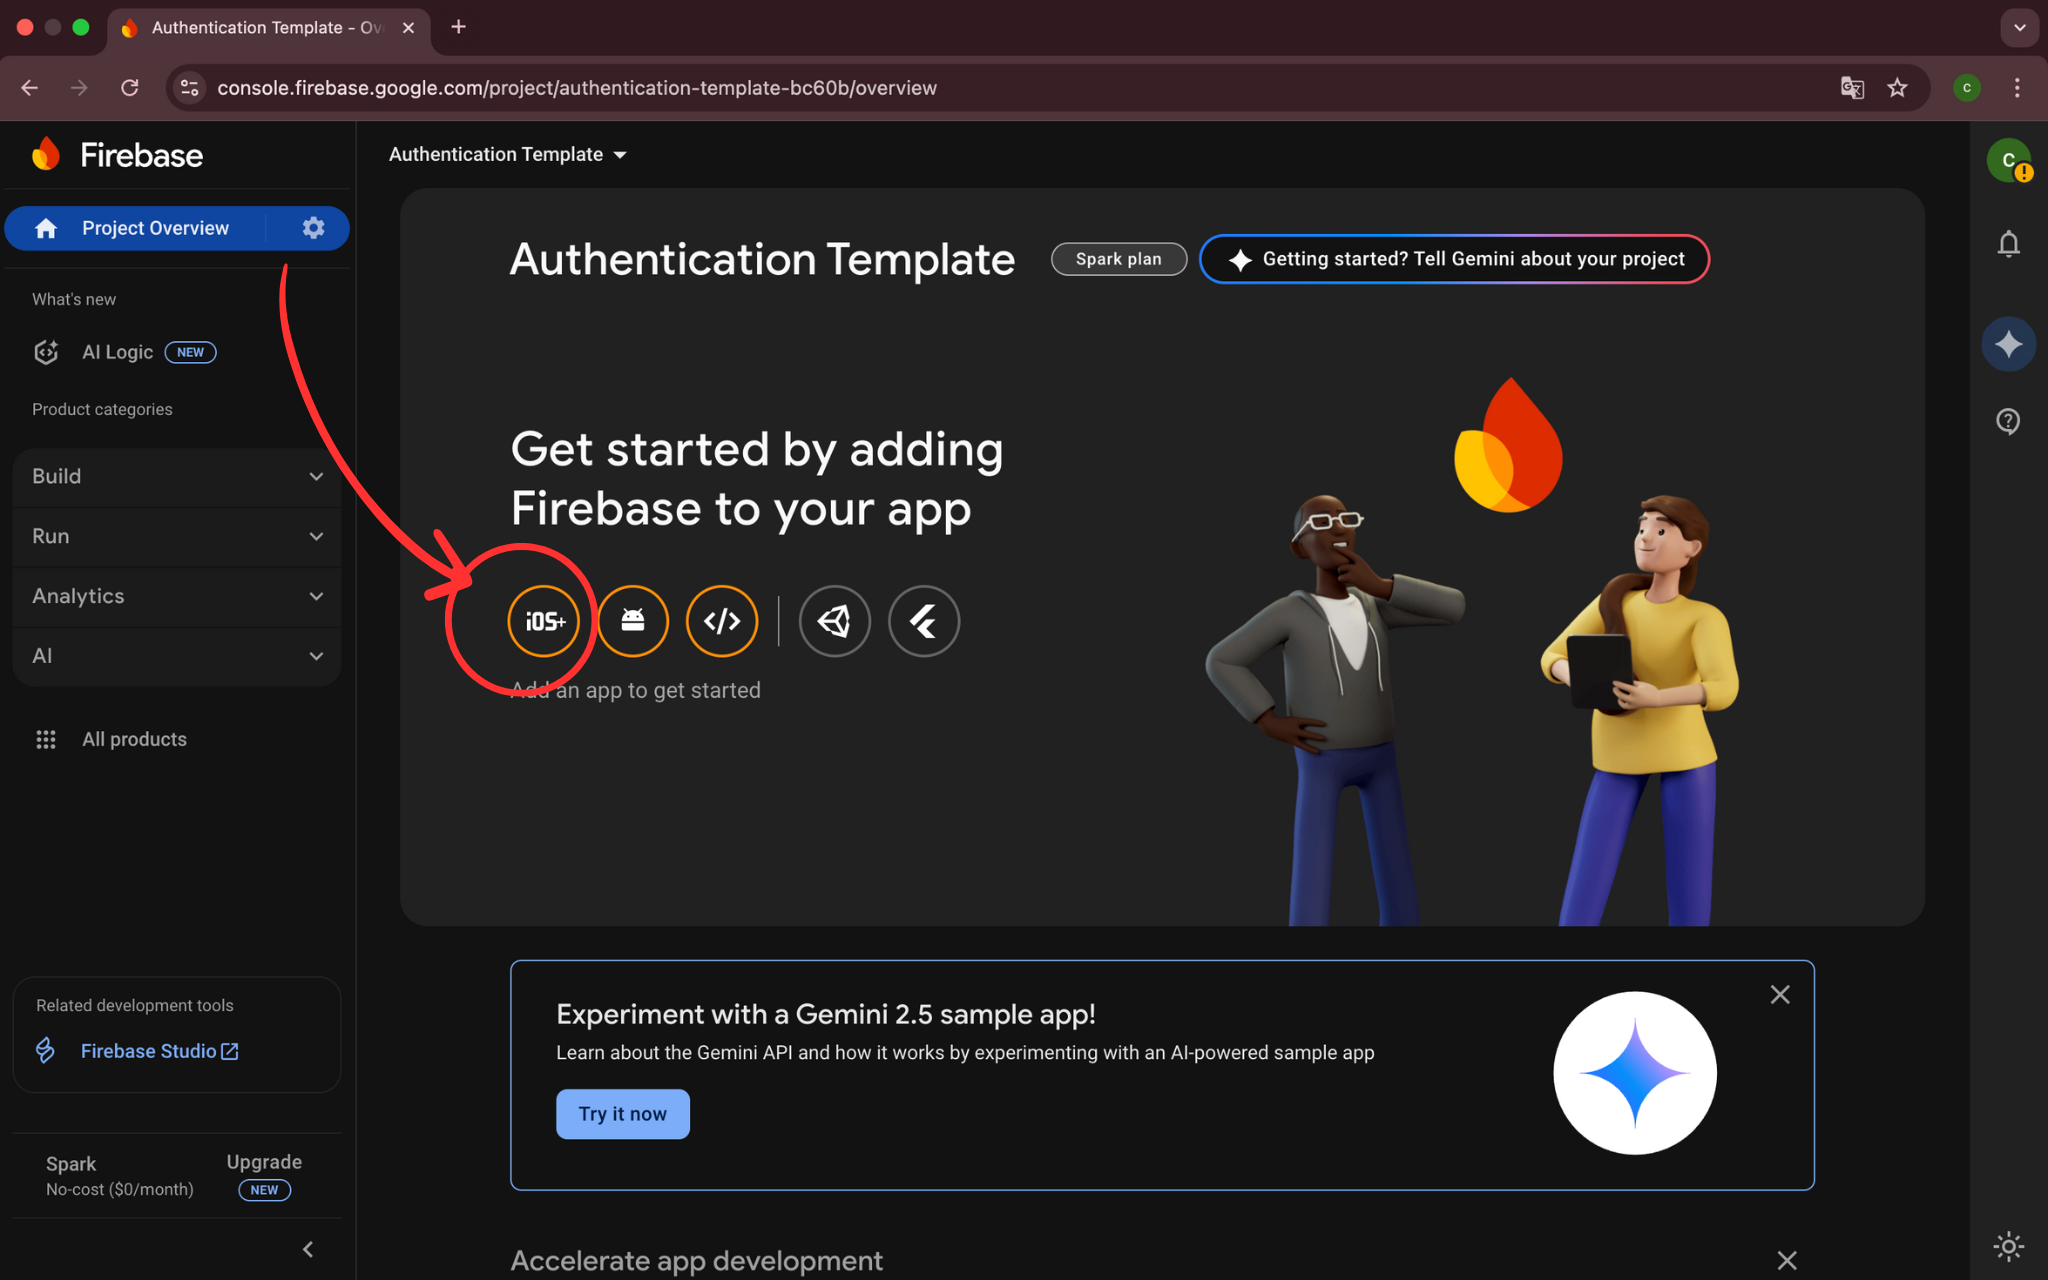 Authentication Template - Ov
console.firebase.google.com/project/authentication-template-bc60b/overview
C
Firebase
Project Overview
What's new
AI Logic NEW
Product categories
Build
Run
Analytics
AI
All products
Related development tools
Firebase Studio
Spark
No-cost ($0/month)
Upgrade
NEW
Authentication Template
Authentication Template
Spark plan
Getting started? Tell Gemini about your project
Get started by adding
Firebase to your app
iOS+
</>
Add an app to get started
Experiment with a Gemini 2.5 sample app!
Learn about the Gemini API and how it works by experimenting with an AI-powered sample app
Try it now
Accelerate app development
C